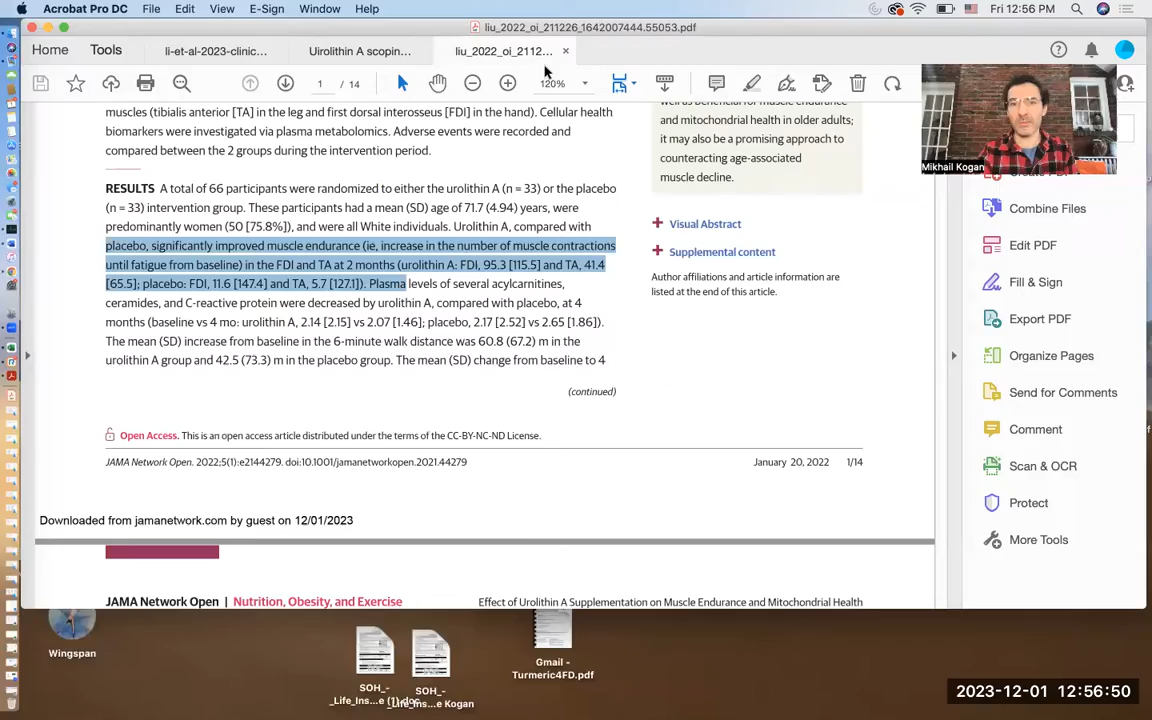 Acrobat Pro DC File Edit View E-Sign Window Help
Fri 12:56 PM
liu_2022_oi_211226_1642007444.55053.pdf
Home Tools li-et-al-2023-clinic... Uirolithin A scopin... liu_2022_oi_2112... ×
1 / 14 120%
Mikhail Kogan
muscles (tibialis anterior [TA] in the leg and first dorsal interosseus [FDI] in the hand). Cellular health
biomarkers were investigated via plasma metabolomics. Adverse events were recorded and
compared between the 2 groups during the intervention period.
RESULTS A total of 66 participants were randomized to either the urolithin A (n = 33) or the placebo
(n = 33) intervention group. These participants had a mean (SD) age of 71.7 (4.94) years, were
predominantly women (50 [75.8%]), and were all White individuals. Urolithin A, compared with
placebo, significantly improved muscle endurance (ie, increase in the number of muscle contractions
until fatigue from baseline) in the FDI and TA at 2 months (urolithin A: FDI, 95.3 [115.5] and TA, 41.4
[65.5]; placebo: FDI, 11.6 [147.4] and TA, 5.7 [127.1]). Plasma levels of several acylcarnitines,
ceramides, and C-reactive protein were decreased by urolithin A, compared with placebo, at 4
months (baseline vs 4 mo: urolithin A, 2.14 [2.15] vs 2.07 [1.46]; placebo, 2.17 [2.52] vs 2.65 [1.86]).
The mean (SD) increase from baseline in the 6-minute walk distance was 60.8 (67.2) m in the
urolithin A group and 42.5 (73.3) m in the placebo group. The mean (SD) change from baseline to 4
(continued)
well as beneficial for muscle endurance
and mitochondrial health in older adults;
it may also be a promising approach to
counteracting age-associated
muscle decline.
+ Visual Abstract
+ Supplemental content
Author affiliations and article information are
listed at the end of this article.
Open Access. This is an open access article distributed under the terms of the CC-BY-NC-ND License.
JAMA Network Open. 2022;5(1):e2144279. doi:10.1001/jamanetworkopen.2021.44279
January 20, 2022 1/14
Downloaded from jamanetwork.com by guest on 12/01/2023
JAMA Network Open | Nutrition, Obesity, and Exercise
Effect of Urolithin A Supplementation on Muscle Endurance and Mitochondrial Health
Combine Files
Edit PDF
Fill & Sign
Export PDF
Organize Pages
Send for Comments
Comment
Scan & OCR
Protect
More Tools
Wingspan
SOH_-
_Life_Ins...e (1).doc
SOH_-
_Life_Ins...e Kogan
Gmail -
Turmeric4FD.pdf
2023-12-01 12:56:50